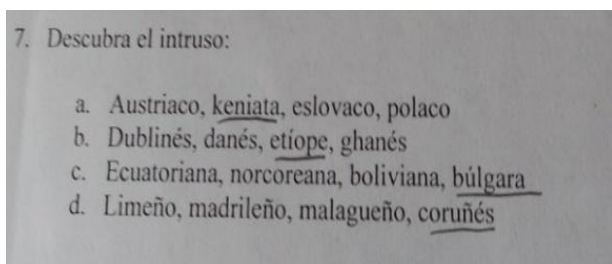 7. Descubra el intruso:
a. Austriaco, keniata, eslovaco, polaco
b. Dublinés, danés, etíope, ghanés
c. Ecuatoriana, norcoreana, boliviana, búlgara
d. Limeño, madrileño, malagueño, coruñés